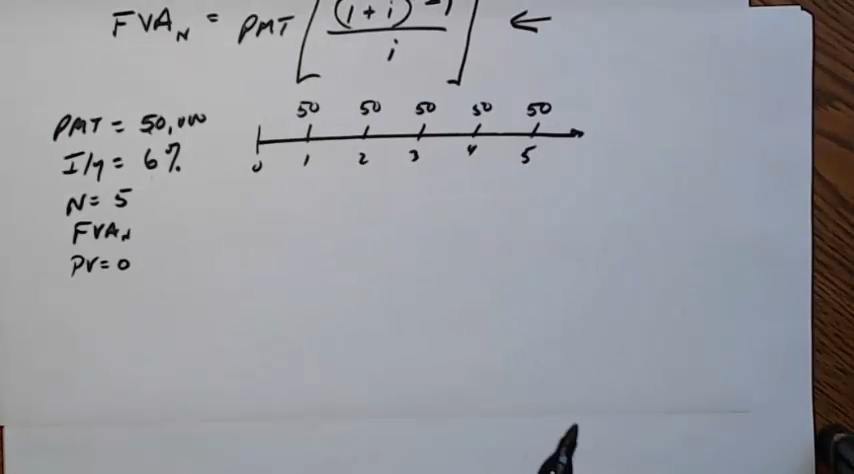 FVA_N = PMT [ (1 + i) - 1 / i ] ←
50 50 50 50 50
PMT = 50,000
0 1 2 3 4 5
I/y = 6%
N = 5
FVA_N
PV = 0